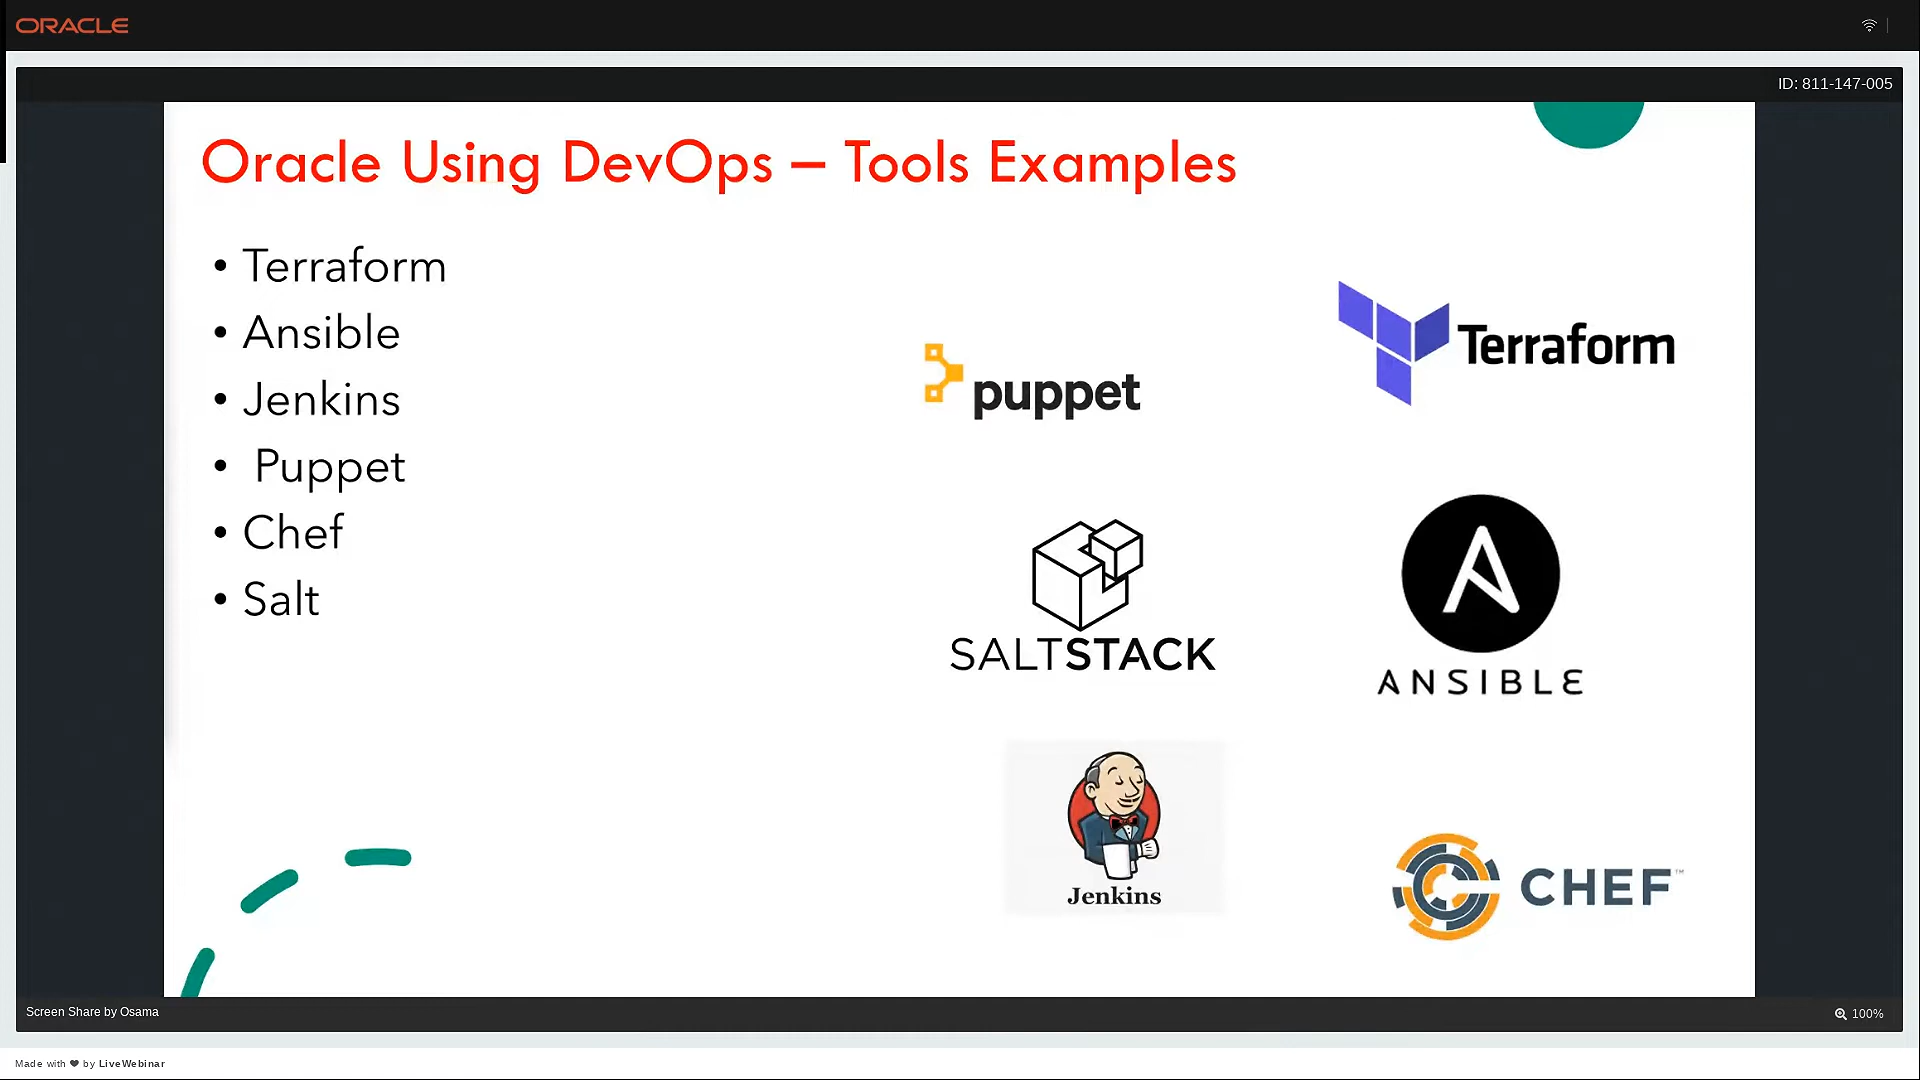 ORACLE
ID: 811-147-005
Oracle Using DevOps – Tools Examples
• Terraform
• Ansible
• Jenkins
• Puppet
• Chef
• Salt
puppet
Terraform
SALTSTACK
ANSIBLE
Jenkins
CHEF™
Screen Share by Osama
100%
Made with ❤ by LiveWebinar